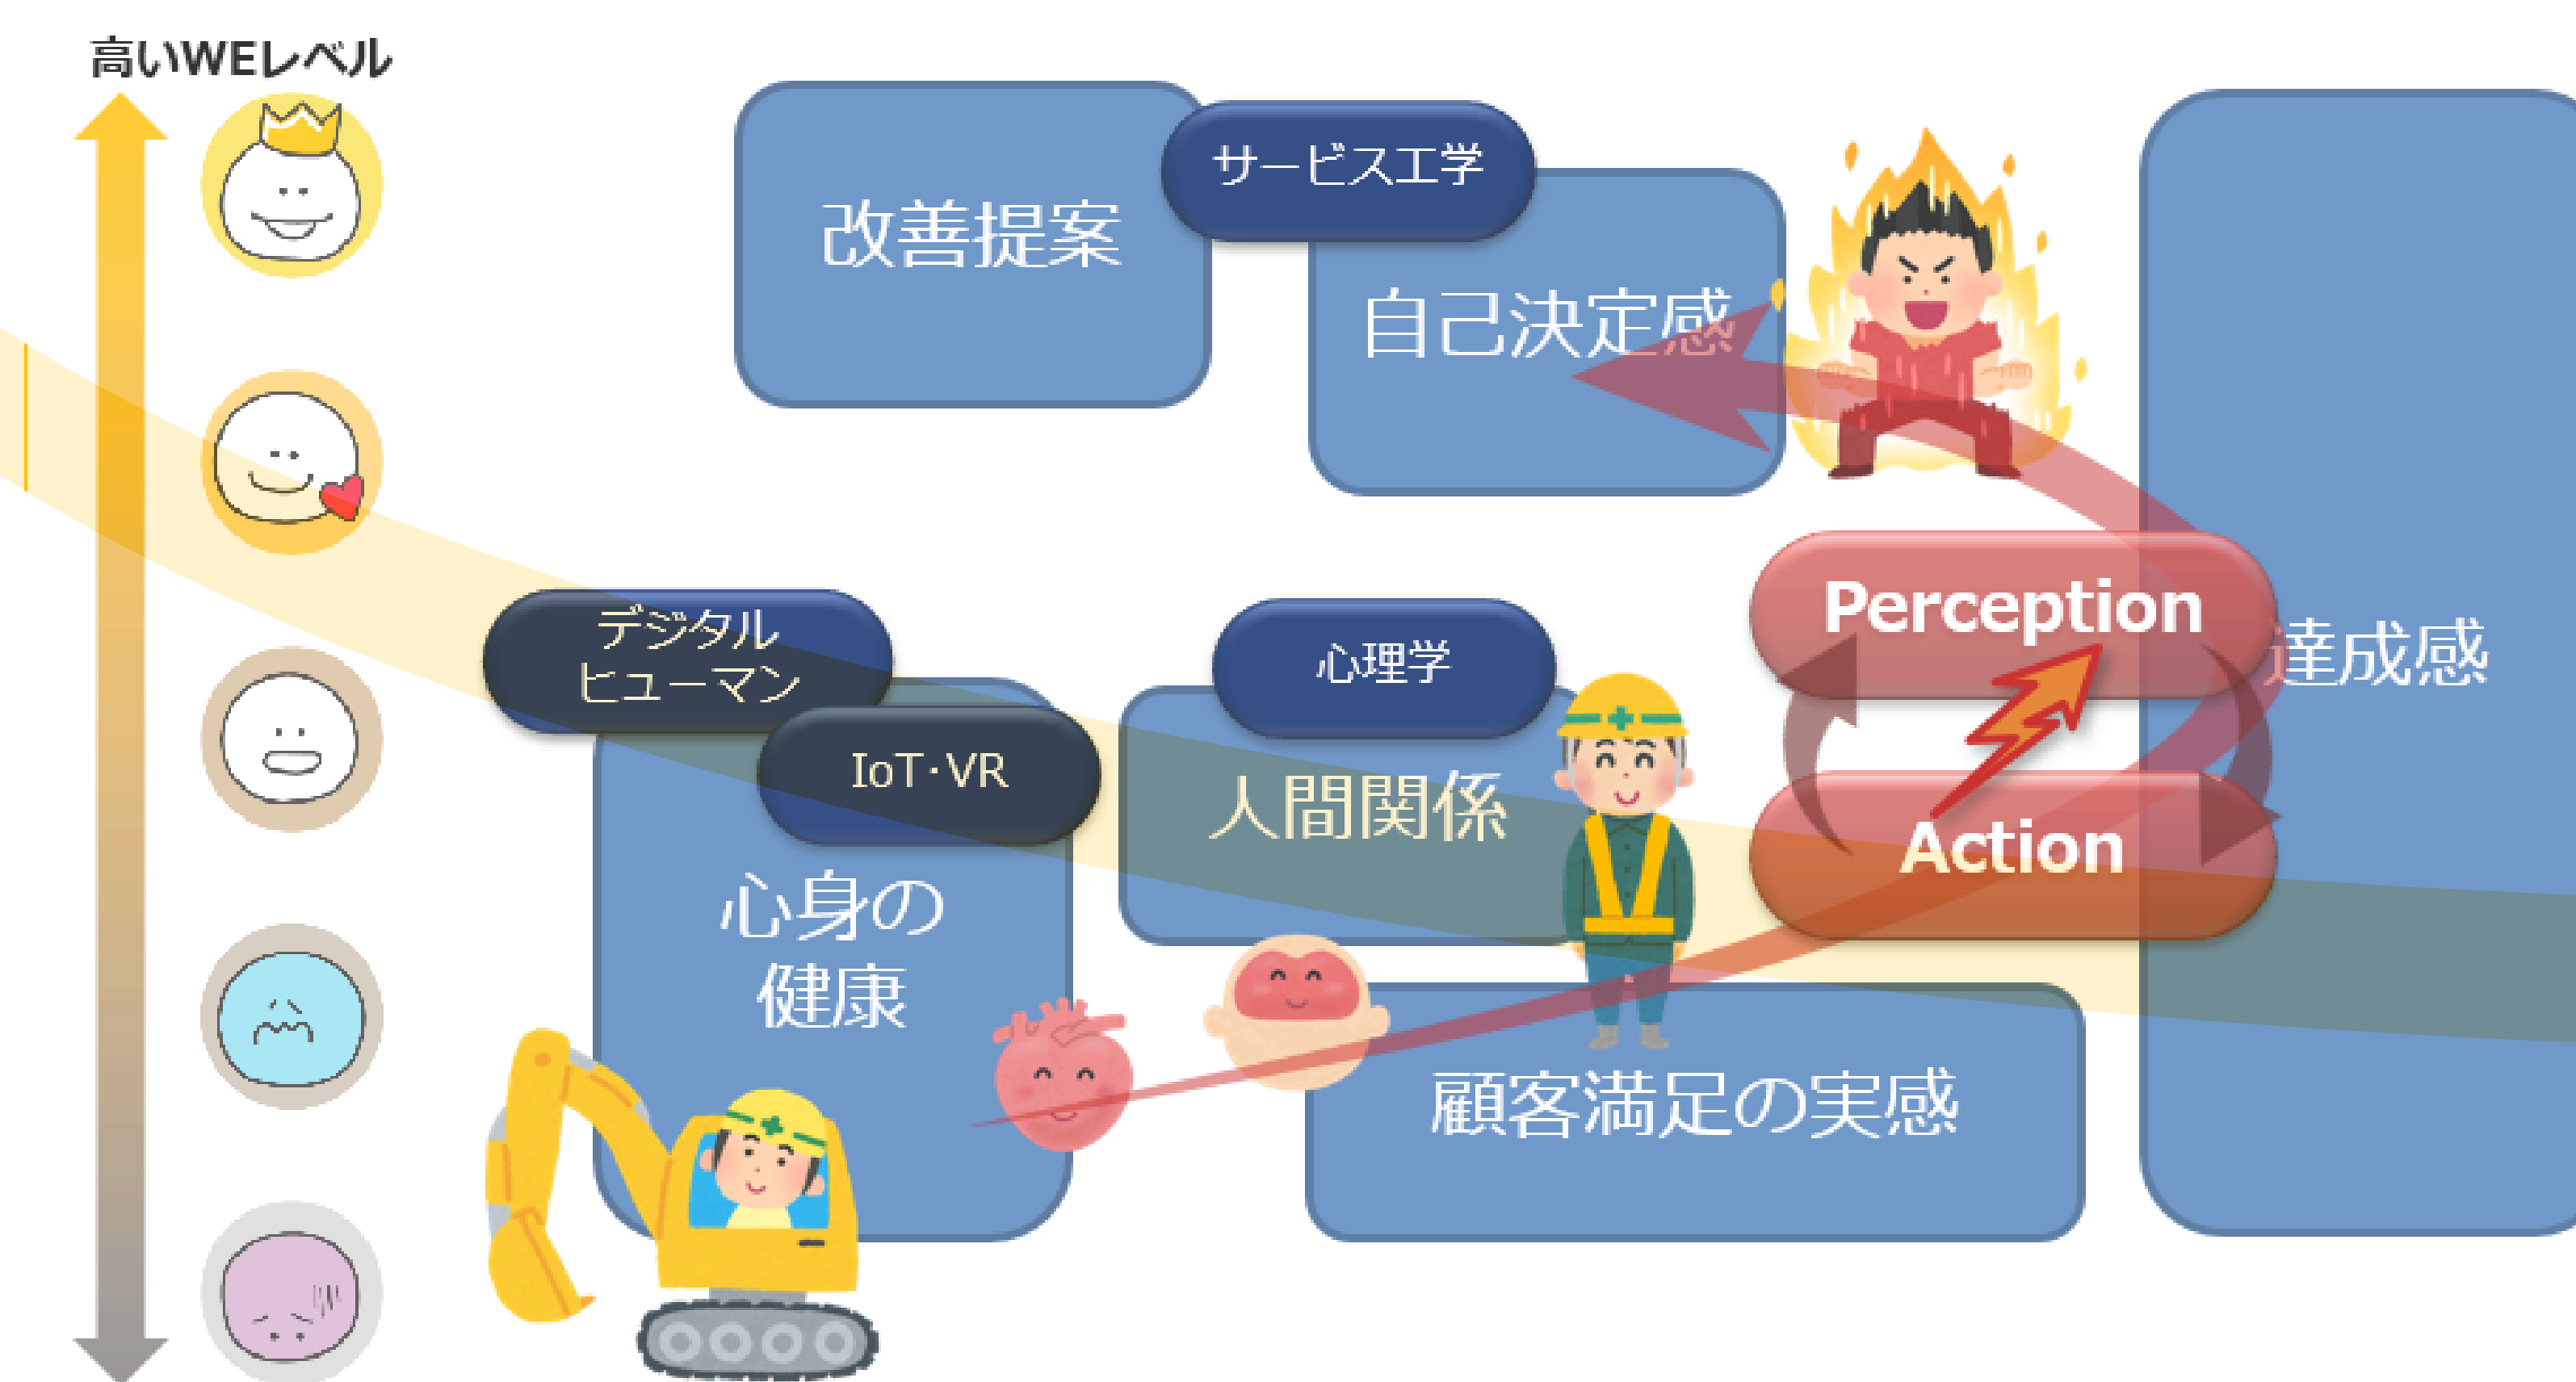 高いWEレベル
サービス工学
改善提案
自己決定感
デジタル
ヒューマン
IoT・VR
心身の
健康
心理学
人間関係
Perception
Action
達成感
顧客満足の実感